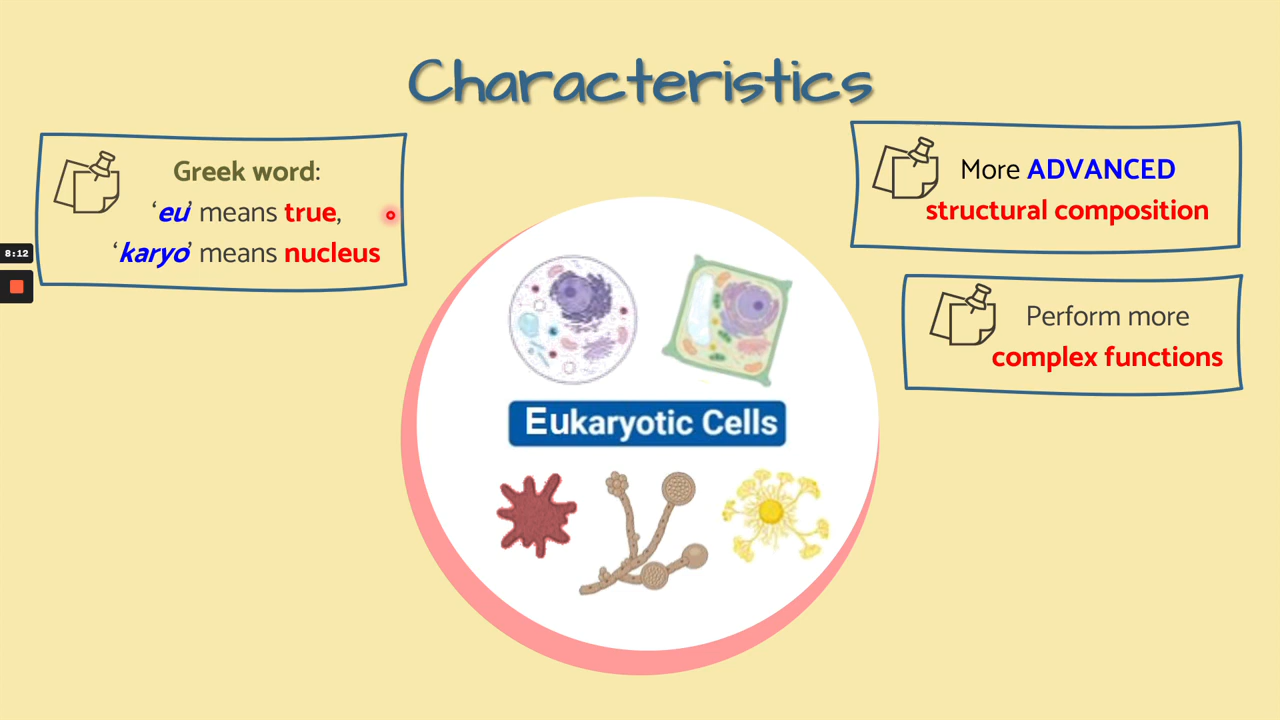 Characteristics
Greek word:
‘eu’ means true,
‘karyo’ means nucleus
More ADVANCED
structural composition
Perform more
complex functions
8:12
Eukaryotic Cells